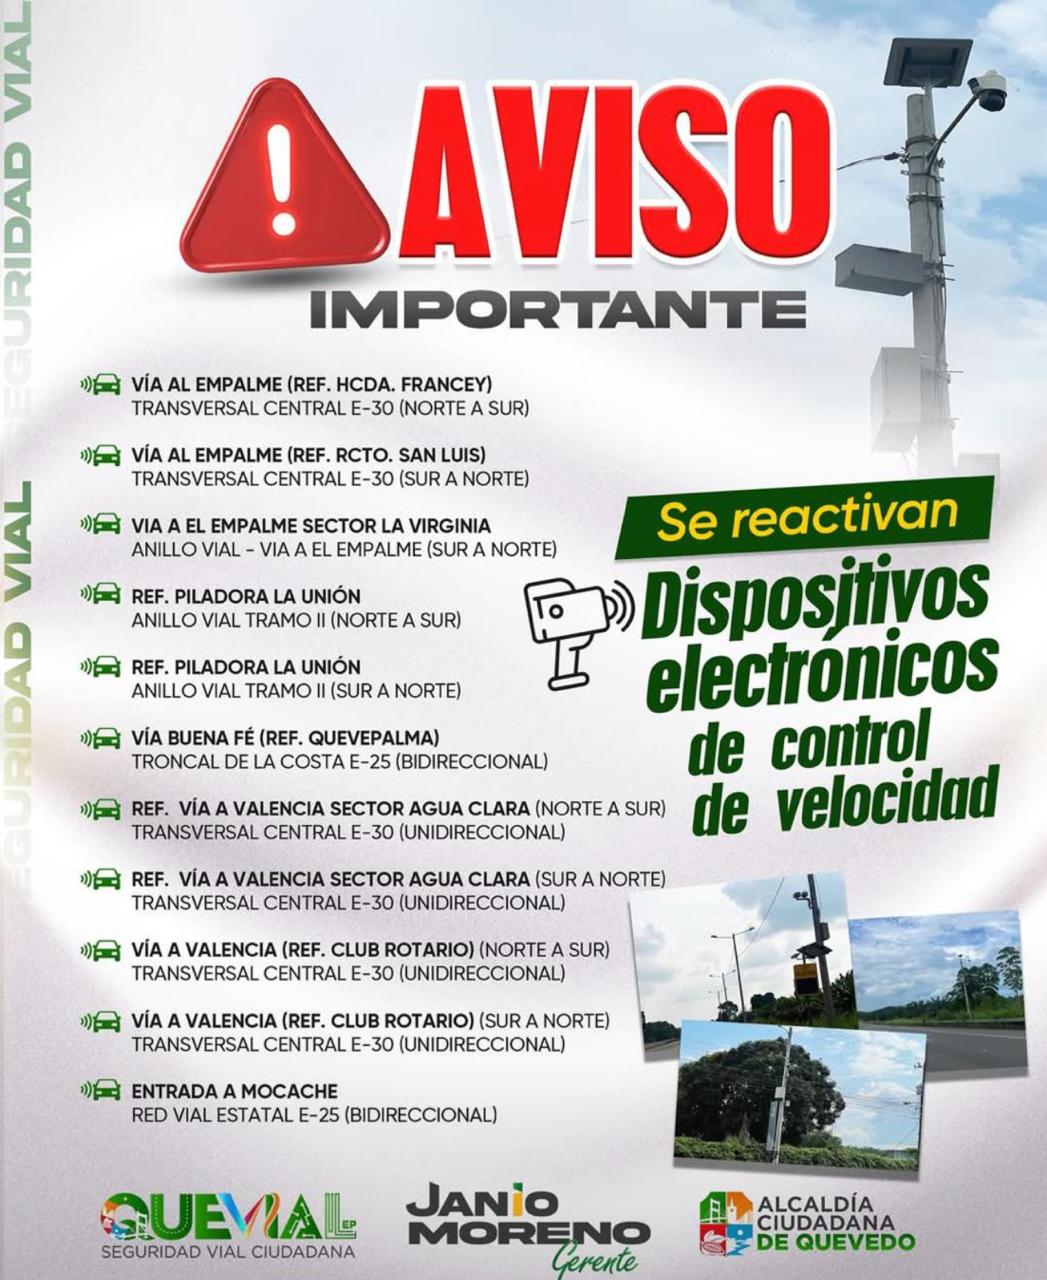 SEGURIDAD VIAL SEGURIDAD VIAL
AVISO
IMPORTANTE
VÍA AL EMPALME (REF. HCDA. FRANCEY)
TRANSVERSAL CENTRAL E-30 (NORTE A SUR)
VÍA AL EMPALME (REF. RCTO. SAN LUIS)
TRANSVERSAL CENTRAL E-30 (SUR A NORTE)
VIA A EL EMPALME SECTOR LA VIRGINIA
ANILLO VIAL - VIA A EL EMPALME (SUR A NORTE)
REF. PILADORA LA UNIÓN
ANILLO VIAL TRAMO II (NORTE A SUR)
REF. PILADORA LA UNIÓN
ANILLO VIAL TRAMO II (SUR A NORTE)
VÍA BUENA FÉ (REF. QUEVEPALMA)
TRONCAL DE LA COSTA E-25 (BIDIRECCIONAL)
REF. VÍA A VALENCIA SECTOR AGUA CLARA (NORTE A SUR)
TRANSVERSAL CENTRAL E-30 (UNIDIRECCIONAL)
REF. VÍA A VALENCIA SECTOR AGUA CLARA (SUR A NORTE)
TRANSVERSAL CENTRAL E-30 (UNIDIRECCIONAL)
VÍA A VALENCIA (REF. CLUB ROTARIO) (NORTE A SUR)
TRANSVERSAL CENTRAL E-30 (UNIDIRECCIONAL)
VÍA A VALENCIA (REF. CLUB ROTARIO) (SUR A NORTE)
TRANSVERSAL CENTRAL E-30 (UNIDIRECCIONAL)
ENTRADA A MOCACHE
RED VIAL ESTATAL E-25 (BIDIRECCIONAL)
Se reactivan
Dispositivos
electrónicos
de control
de velocidad
QUEVIAL EP
SEGURIDAD VIAL CIUDADANA
JANIO
MORENO
Gerente
ALCALDÍA
CIUDADANA
DE QUEVEDO